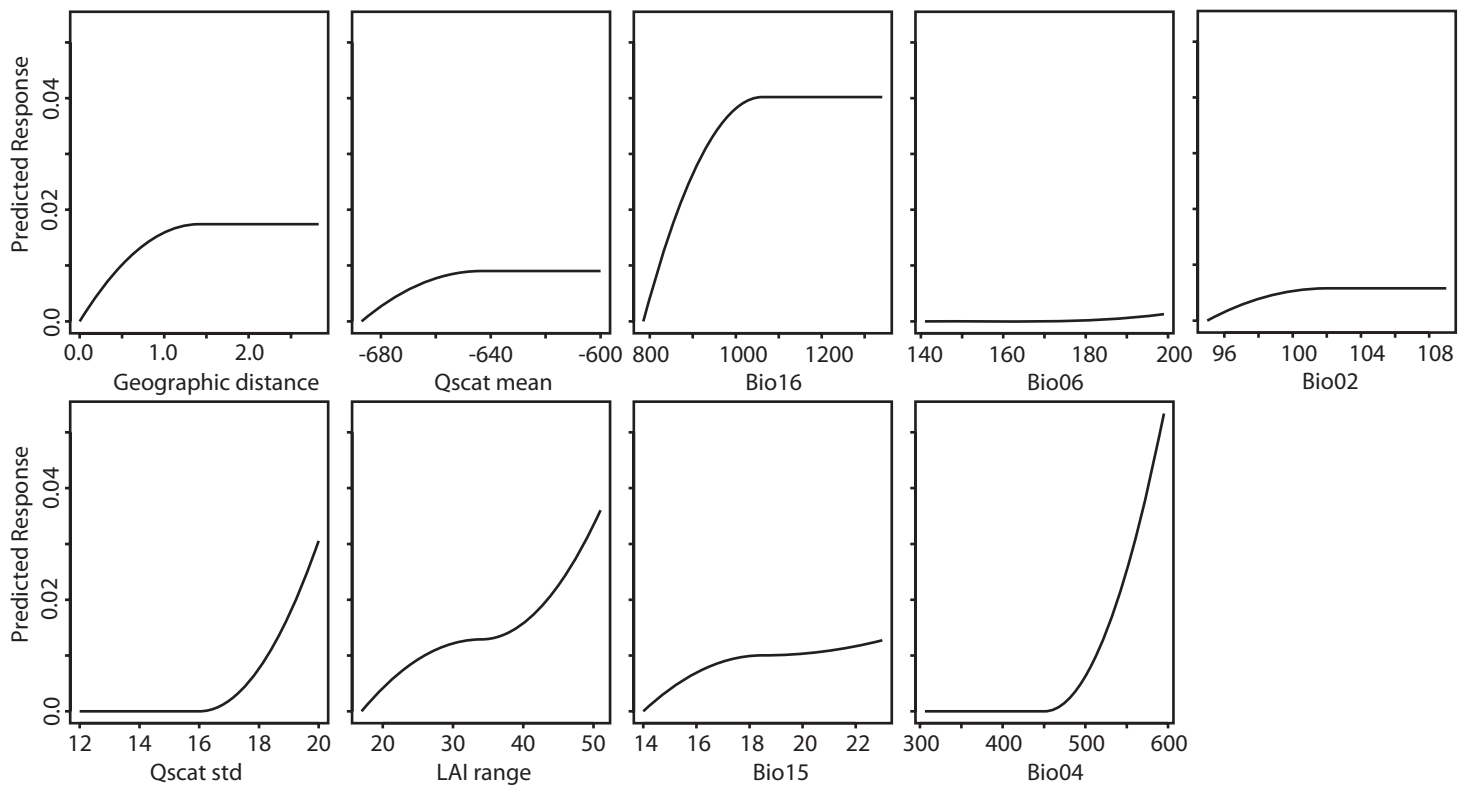 Predicted Response
0.04
0.02
0.0
0.0 1.0 2.0
Geographic distance
-680 -640 -600
Qscat mean
800 1000 1200
Bio16
140 160 180 200
Bio06
96 100 104 108
Bio02
Predicted Response
0.04
0.02
0.0
12 14 16 18 20
Qscat std
20 30 40 50
LAI range
14 16 18 20 22
Bio15
300 400 500 600
Bio04